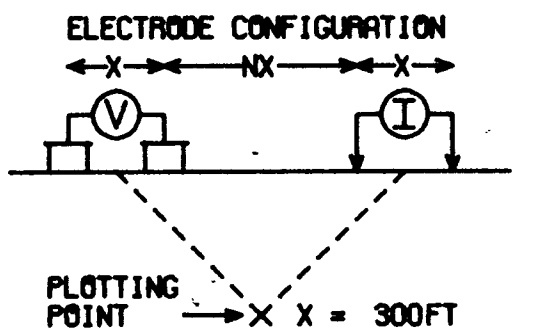 ELECTRODE CONFIGURATION
X NX X
V I
PLOTTING
POINT X X = 300FT